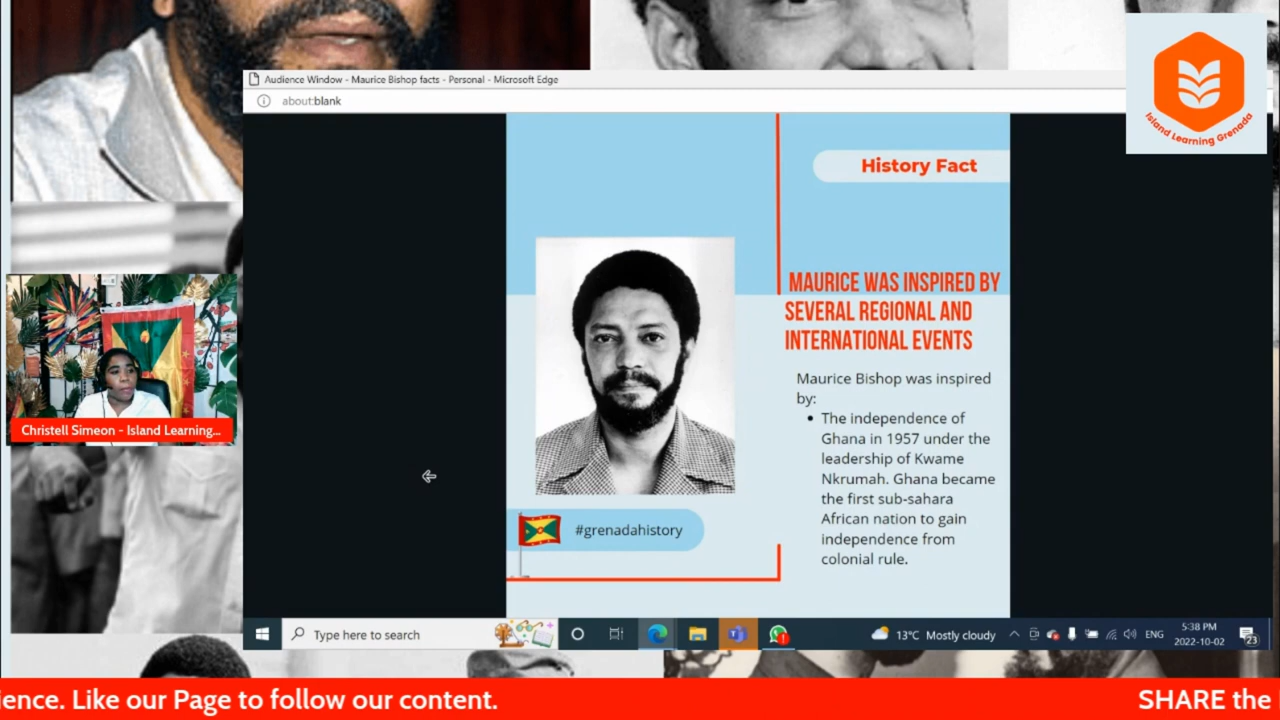 Audience Window - Maurice Bishop facts - Personal - Microsoft Edge
about:blank
Island Learning Grenada
History Fact
MAURICE WAS INSPIRED BY
SEVERAL REGIONAL AND
INTERNATIONAL EVENTS
Maurice Bishop was inspired
by:
• The independence of
Ghana in 1957 under the
leadership of Kwame
Nkrumah. Ghana became
the first sub-sahara
African nation to gain
independence from
colonial rule.
#grenadahistory
Christell Simeon - Island Learning...
Type here to search
13°C Mostly cloudy
ENG
5:38 PM
2022-10-02
23
ience. Like our Page to follow our content.
SHARE the